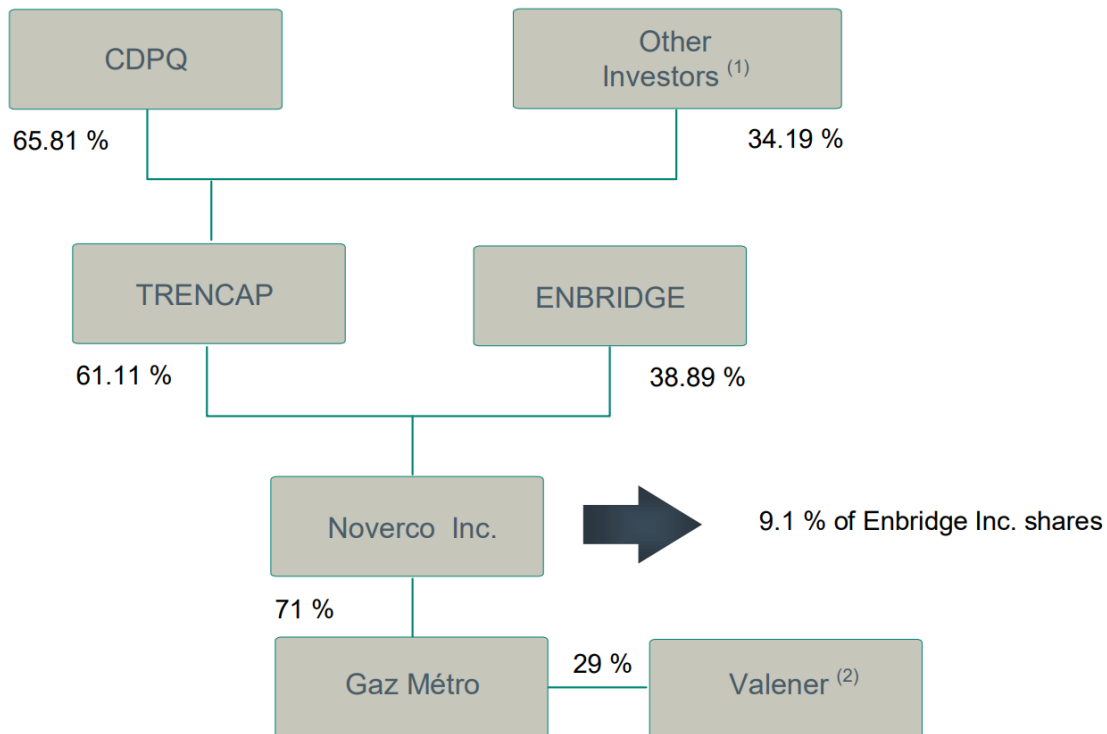 CDPQ
Other
Investors (1)
65.81 %
34.19 %
TRENCAP
ENBRIDGE
61.11 %
38.89 %
Noverco Inc.
9.1 % of Enbridge Inc. shares
71 %
Gaz Métro
29 %
Valener (2)